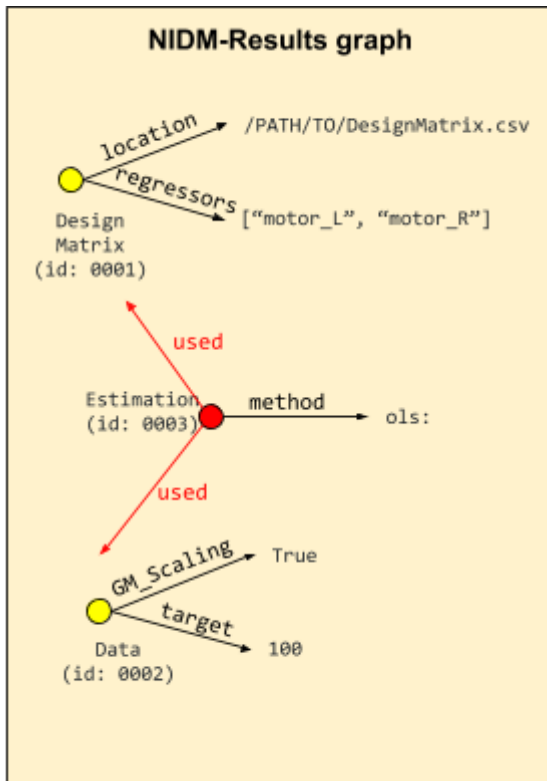 NIDM-Results graph
location
/PATH/TO/DesignMatrix.csv
regressors
[“motor_L”, “motor_R”]
Design
Matrix
(id: 0001)
used
Estimation
(id: 0003)
method
ols:
used
GM_Scaling
True
target
100
Data
(id: 0002)